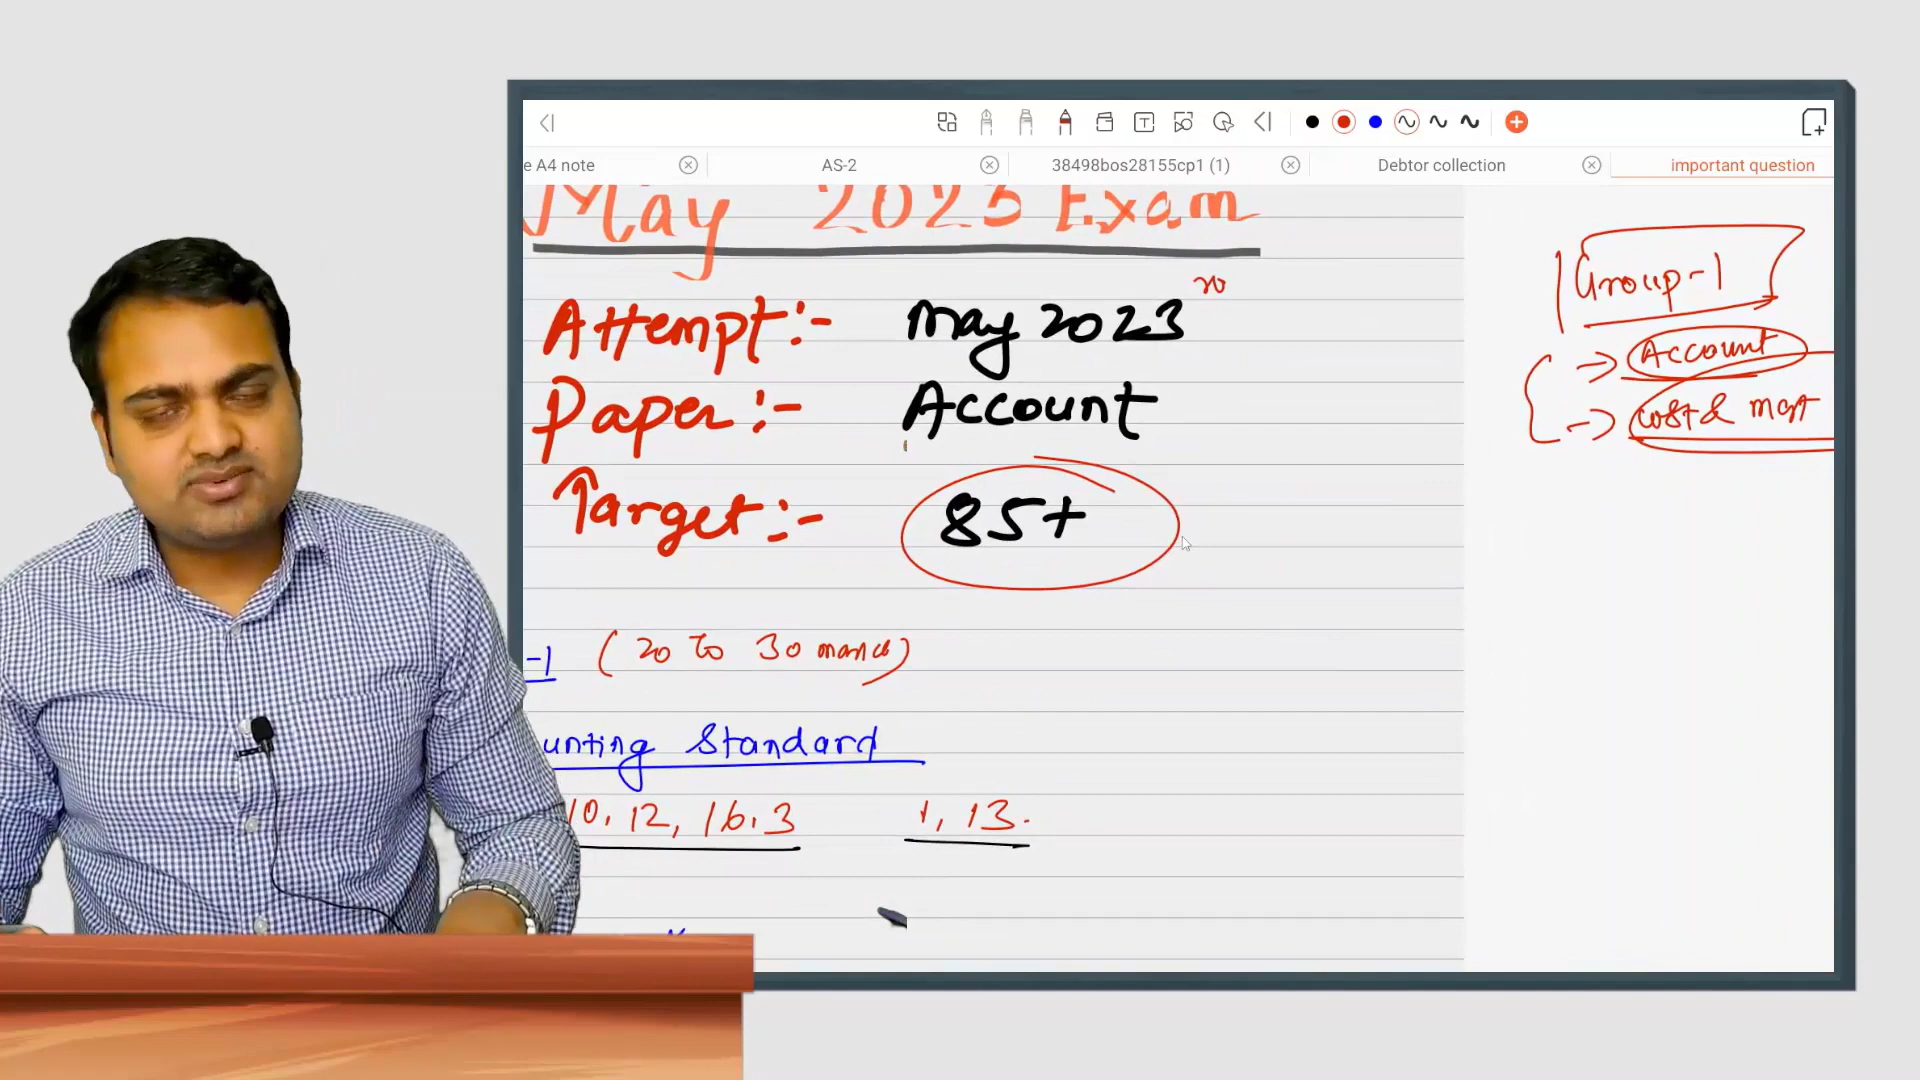 e A4 note
AS-2
38498bos28155cp1 (1)
Debtor collection
important question
May 2023 Exam
Attempt:- May 2023
Paper:- Account
Target:- 85+
-1 (20 to 30 marks)
unting Standard
10, 12, 16, 3 1, 13.
Group-1
→ Account
→ Cost & mgt